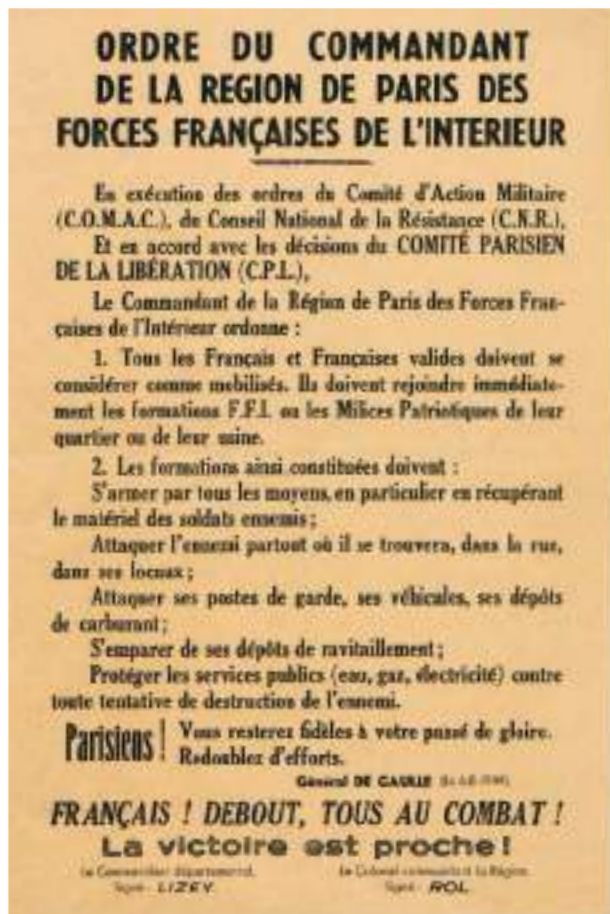 ORDRE DU COMMANDANT
DE LA REGION DE PARIS DES
FORCES FRANÇAISES DE L'INTERIEUR
En exécution des ordres du Comité d'Action Militaire
(C.O.M.A.C.), du Conseil National de la Résistance (C.N.R.),
Et en accord avec les décisions du COMITÉ PARISIEN
DE LA LIBÉRATION (C.P.L.),
Le Commandant de la Région de Paris des Forces Fran-
çaises de l'Intérieur ordonne :
1. Tous les Français et Françaises valides doivent se
considérer comme mobilisés. Ils doivent rejoindre immédiate-
ment les formations F.F.I. ou les Milices Patriotiques de leur
quartier ou de leur usine.
2. Les formations ainsi constituées doivent :
S'armer par tous les moyens, en particulier en récupérant
le matériel des soldats ennemis ;
Attaquer l'ennemi partout où il se trouvera, dans la rue,
dans ses locaux ;
Attaquer ses postes de garde, ses véhicules, ses dépôts
de carburant ;
S'emparer de ses dépôts de ravitaillement ;
Protéger les services publics (eau, gaz, électricité) contre
toute tentative de destruction de l'ennemi.
Parisiens ! Vous resterez fidèles à votre passé de gloire.
Redoublez d'efforts.
Général DE GAULLE
FRANÇAIS ! DEBOUT, TOUS AU COMBAT !
La victoire est proche !
Le Commandant départemental, Le Colonel commandant la Région
Signé : LIZEY. Signé : ROL.